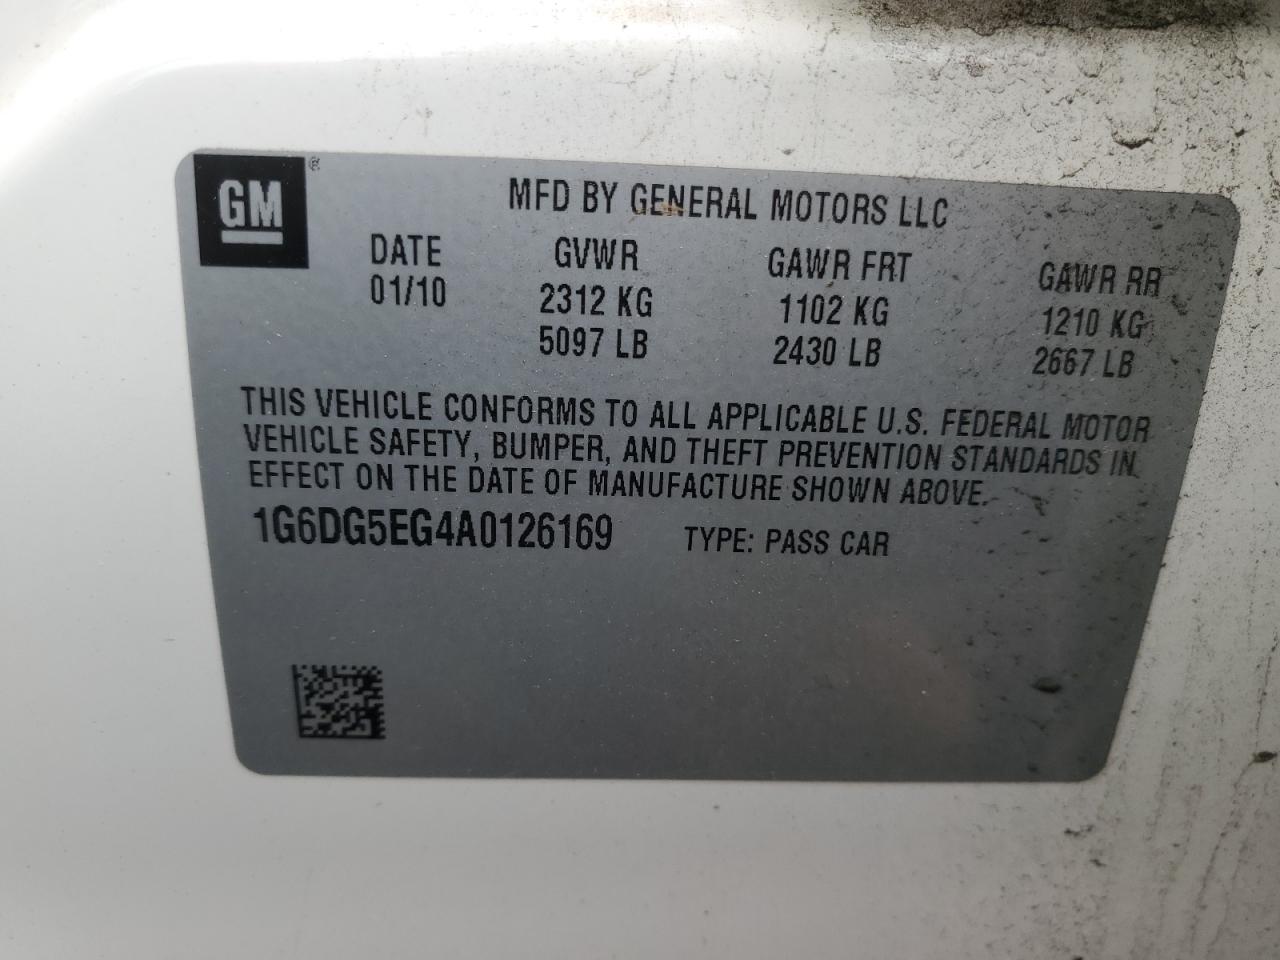 GM ®
MFD BY GENERAL MOTORS LLC
DATE GVWR GAWR FRT GAWR RR
01/10 2312 KG 1102 KG 1210 KG
5097 LB 2430 LB 2667 LB
THIS VEHICLE CONFORMS TO ALL APPLICABLE U.S. FEDERAL MOTOR
VEHICLE SAFETY, BUMPER, AND THEFT PREVENTION STANDARDS IN
EFFECT ON THE DATE OF MANUFACTURE SHOWN ABOVE.
1G6DG5EG4A0126169 TYPE: PASS CAR